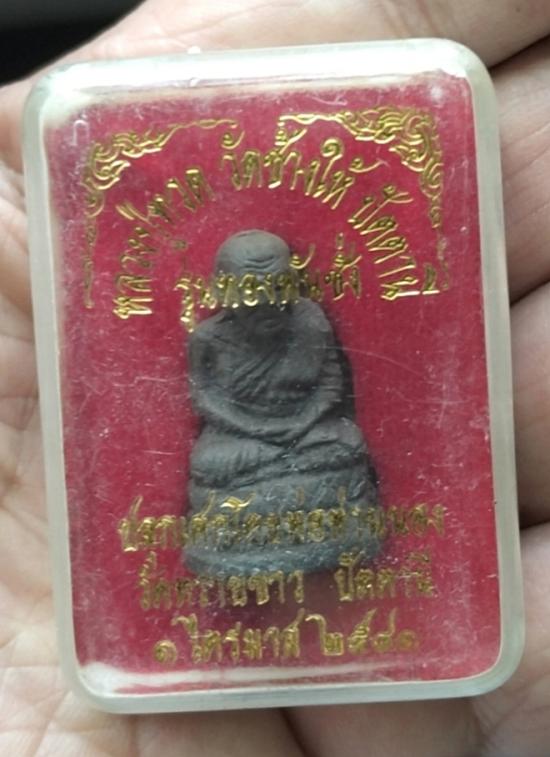 หลวงปู่ทวด วัดช้างให้ ปัตตานี
รุ่นทองพันชั่ง
ปลุกเสกโดยพ่อท่านนอง
วัดทรายขาว ปัตตานี
๑ ไตรมาส ๒๕๔๑